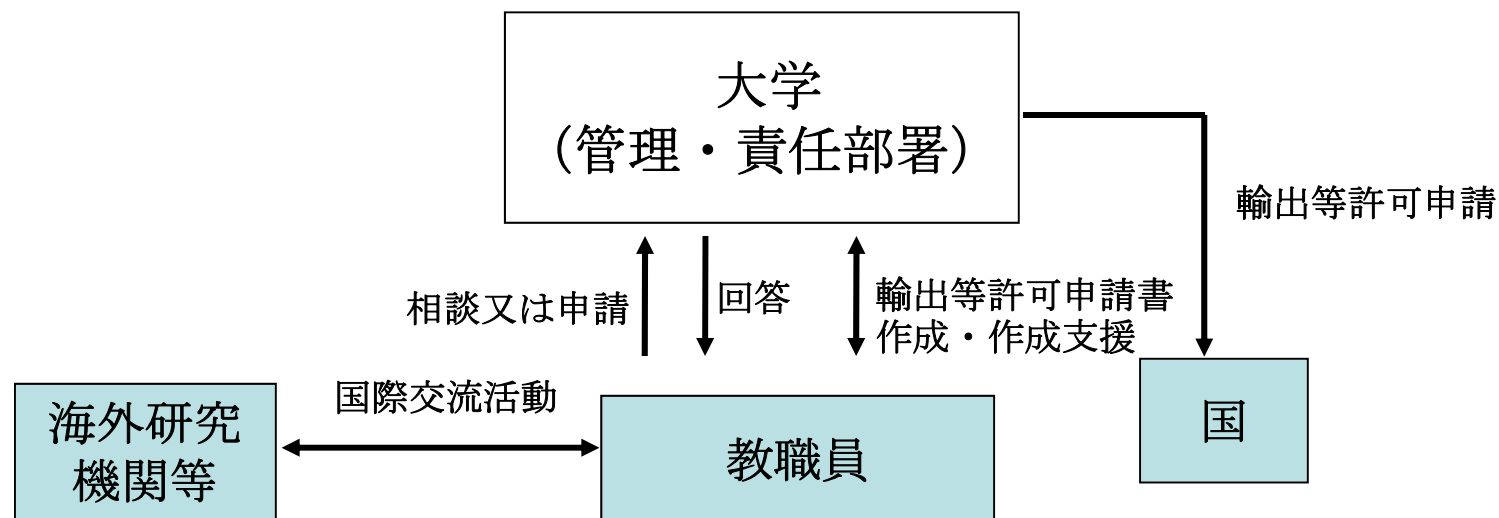 大学
（管理・責任部署）
輸出等許可申請
相談又は申請
回答
輸出等許可申請書
作成・作成支援
国際交流活動
海外研究
機関等
教職員
国